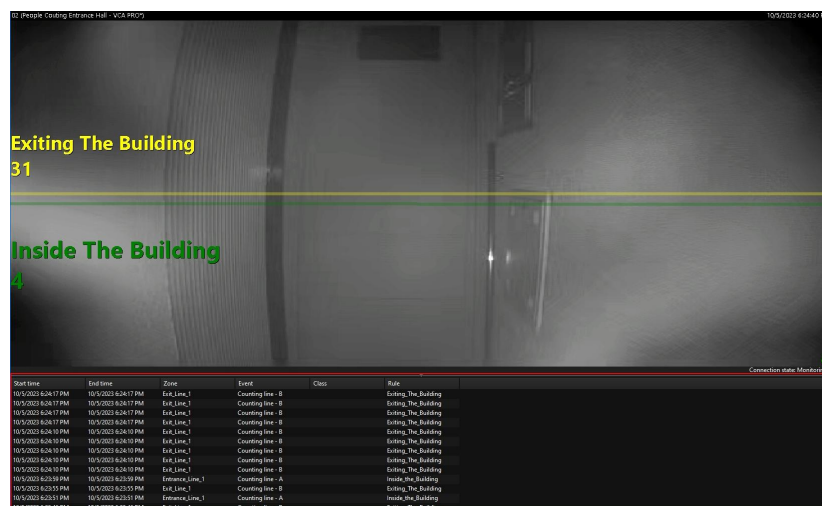 02 (People Couting Entrance Hall - VCA PRO*)
10/5/2023 6:24:40
Exiting The Building
31
Inside The Building
4
Connection state: Monitorin
Start time End time Zone Event Class Rule
10/5/2023 6:24:17 PM 10/5/2023 6:24:17 PM Exit_Line_1 Counting line - B Exiting_The_Building
10/5/2023 6:24:17 PM 10/5/2023 6:24:17 PM Exit_Line_1 Counting line - B Exiting_The_Building
10/5/2023 6:24:17 PM 10/5/2023 6:24:17 PM Exit_Line_1 Counting line - B Exiting_The_Building
10/5/2023 6:24:17 PM 10/5/2023 6:24:17 PM Exit_Line_1 Counting line - B Exiting_The_Building
10/5/2023 6:24:10 PM 10/5/2023 6:24:10 PM Exit_Line_1 Counting line - B Exiting_The_Building
10/5/2023 6:24:10 PM 10/5/2023 6:24:10 PM Exit_Line_1 Counting line - B Exiting_The_Building
10/5/2023 6:24:10 PM 10/5/2023 6:24:10 PM Exit_Line_1 Counting line - B Exiting_The_Building
10/5/2023 6:24:10 PM 10/5/2023 6:24:10 PM Exit_Line_1 Counting line - B Exiting_The_Building
10/5/2023 6:24:10 PM 10/5/2023 6:24:10 PM Exit_Line_1 Counting line - B Exiting_The_Building
10/5/2023 6:23:59 PM 10/5/2023 6:23:59 PM Entrance_Line_1 Counting line - A Inside_the_Building
10/5/2023 6:23:55 PM 10/5/2023 6:23:55 PM Exit_Line_1 Counting line - B Exiting_The_Building
10/5/2023 6:23:51 PM 10/5/2023 6:23:51 PM Entrance_Line_1 Counting line - A Inside_the_Building